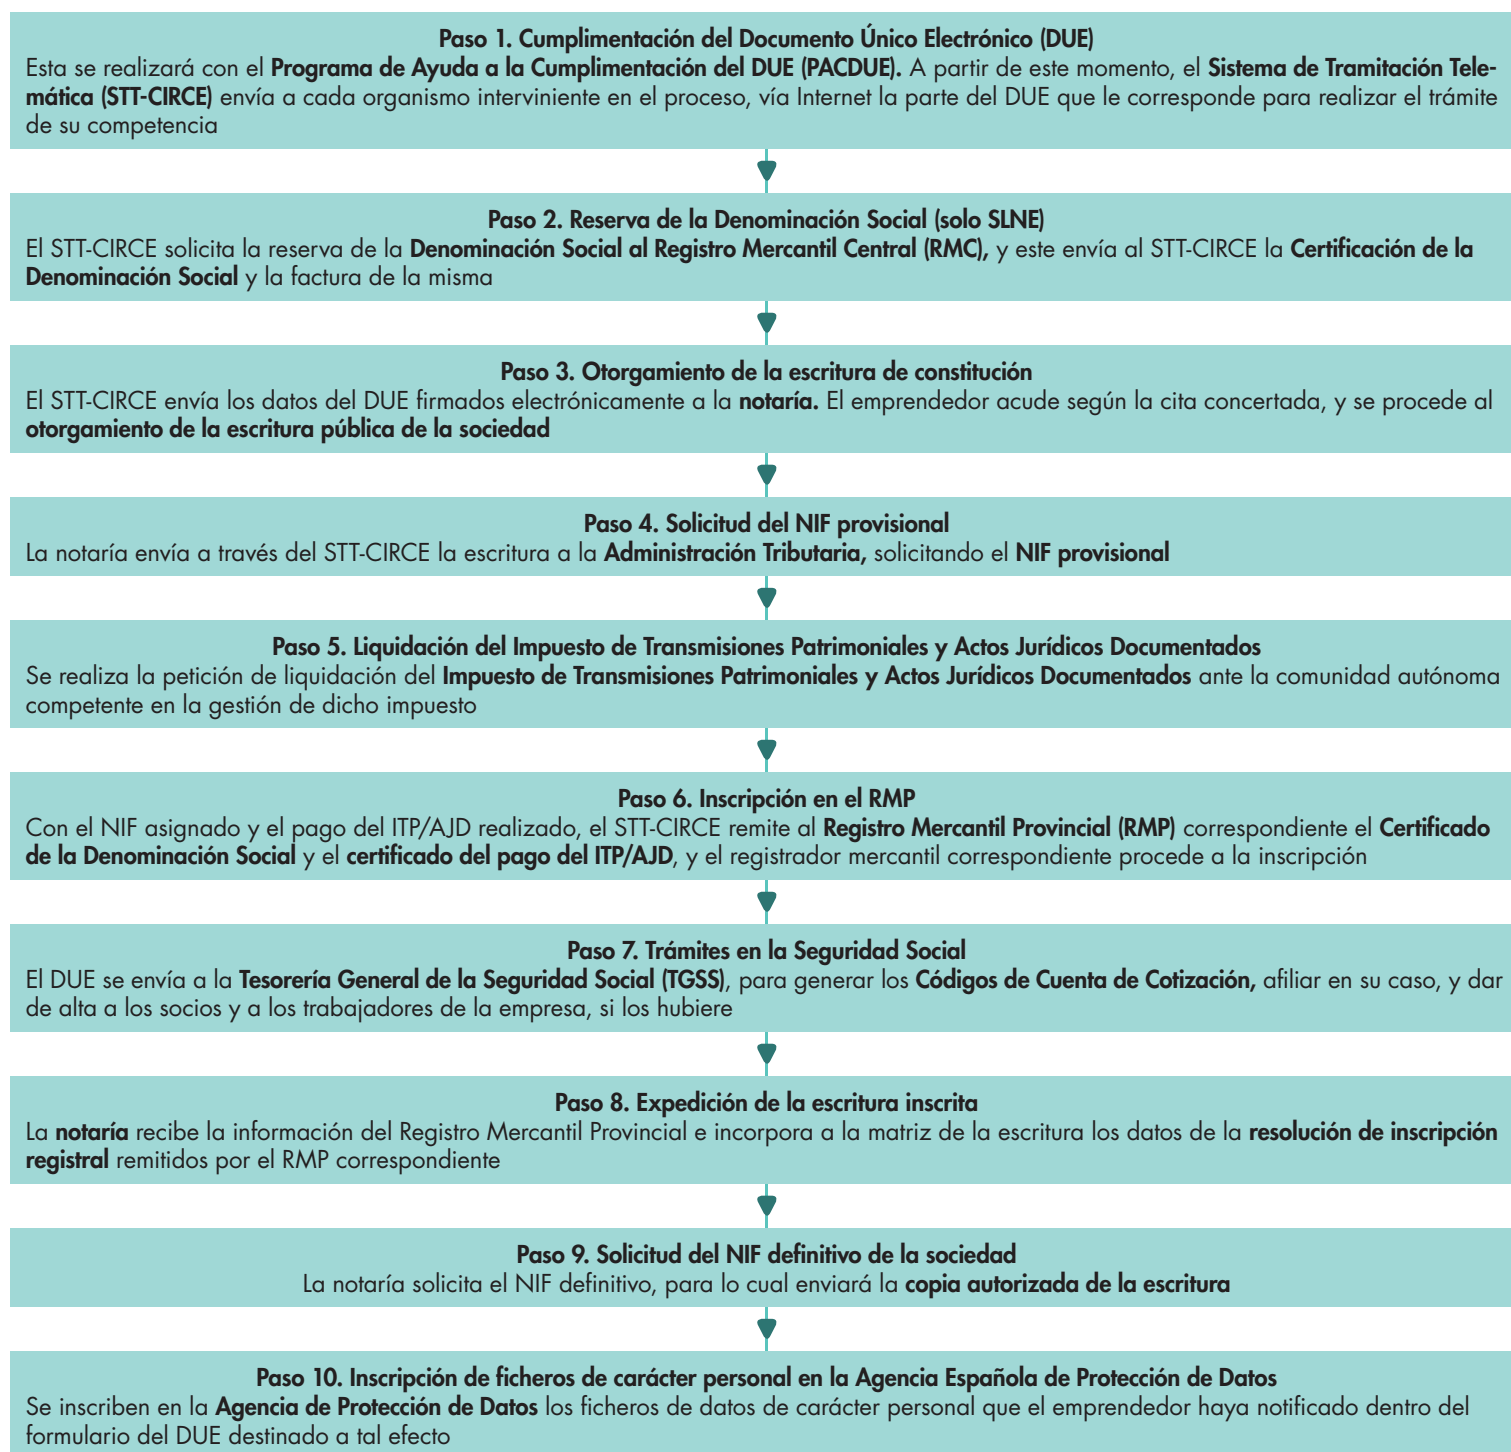 Paso 1. Cumplimentación del Documento Único Electrónico (DUE)
Esta se realizará con el Programa de Ayuda a la Cumplimentación del DUE (PACDUE). A partir de este momento, el Sistema de Tramitación Tele-
mática (STT-CIRCE) envía a cada organismo interviniente en el proceso, vía Internet la parte del DUE que le corresponde para realizar el trámite
de su competencia
Paso 2. Reserva de la Denominación Social (solo SLNE)
El STT-CIRCE solicita la reserva de la Denominación Social al Registro Mercantil Central (RMC), y este envía al STT-CIRCE la Certificación de la
Denominación Social y la factura de la misma
Paso 3. Otorgamiento de la escritura de constitución
El STT-CIRCE envía los datos del DUE firmados electrónicamente a la notaría. El emprendedor acude según la cita concertada, y se procede al
otorgamiento de la escritura pública de la sociedad
Paso 4. Solicitud del NIF provisional
La notaría envía a través del STT-CIRCE la escritura a la Administración Tributaria, solicitando el NIF provisional
Paso 5. Liquidación del Impuesto de Transmisiones Patrimoniales y Actos Jurídicos Documentados
Se realiza la petición de liquidación del Impuesto de Transmisiones Patrimoniales y Actos Jurídicos Documentados ante la comunidad autónoma
competente en la gestión de dicho impuesto
Paso 6. Inscripción en el RMP
Con el NIF asignado y el pago del ITP/AJD realizado, el STT-CIRCE remite al Registro Mercantil Provincial (RMP) correspondiente el Certificado
de la Denominación Social y el certificado del pago del ITP/AJD, y el registrador mercantil correspondiente procede a la inscripción
Paso 7. Trámites en la Seguridad Social
El DUE se envía a la Tesorería General de la Seguridad Social (TGSS), para generar los Códigos de Cuenta de Cotización, afiliar en su caso, y dar
de alta a los socios y a los trabajadores de la empresa, si los hubiere
Paso 8. Expedición de la escritura inscrita
La notaría recibe la información del Registro Mercantil Provincial e incorpora a la matriz de la escritura los datos de la resolución de inscripción
registral remitidos por el RMP correspondiente
Paso 9. Solicitud del NIF definitivo de la sociedad
La notaría solicita el NIF definitivo, para lo cual enviará la copia autorizada de la escritura
Paso 10. Inscripción de ficheros de carácter personal en la Agencia Española de Protección de Datos
Se inscriben en la Agencia de Protección de Datos los ficheros de datos de carácter personal que el emprendedor haya notificado dentro del
formulario del DUE destinado a tal efecto